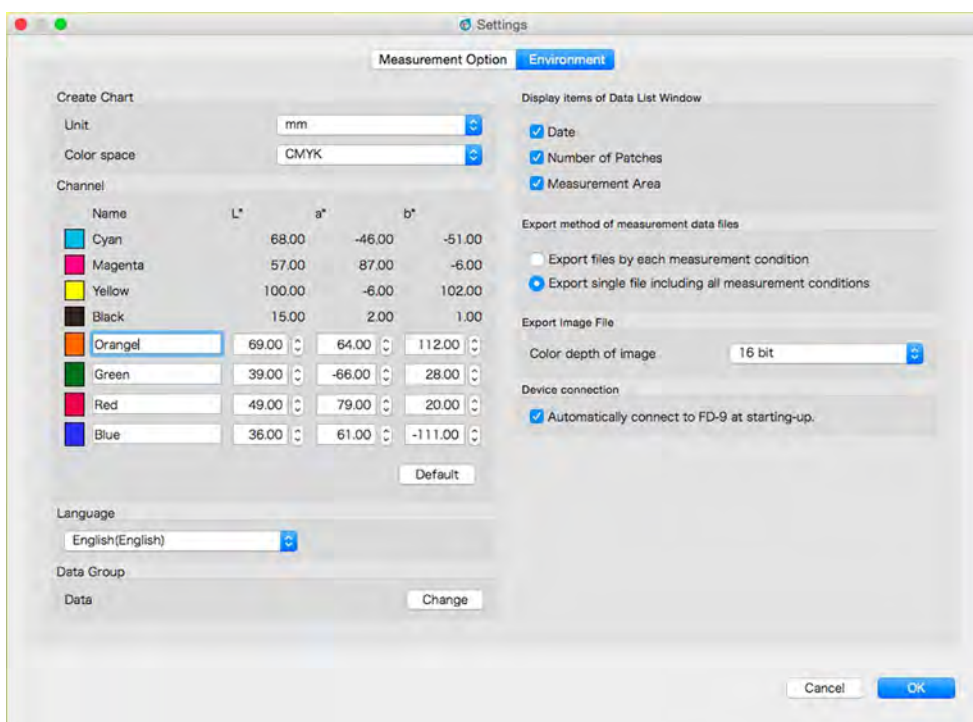 Settings
Measurement Option Environment
Create Chart
Unit mm
Color space CMYK
Channel
Name L* a* b*
Cyan 68.00 -46.00 -51.00
Magenta 57.00 87.00 -6.00
Yellow 100.00 -6.00 102.00
Black 15.00 2.00 1.00
Orange 69.00 64.00 112.00
Green 39.00 -66.00 28.00
Red 49.00 79.00 20.00
Blue 36.00 61.00 -111.00
Default
Language
English(English)
Data Group
Data Change
Display items of Data List Window
Date
Number of Patches
Measurement Area
Export method of measurement data files
Export files by each measurement condition
Export single file including all measurement conditions
Export Image File
Color depth of image 16 bit
Device connection
Automatically connect to FD-9 at starting-up.
Cancel OK